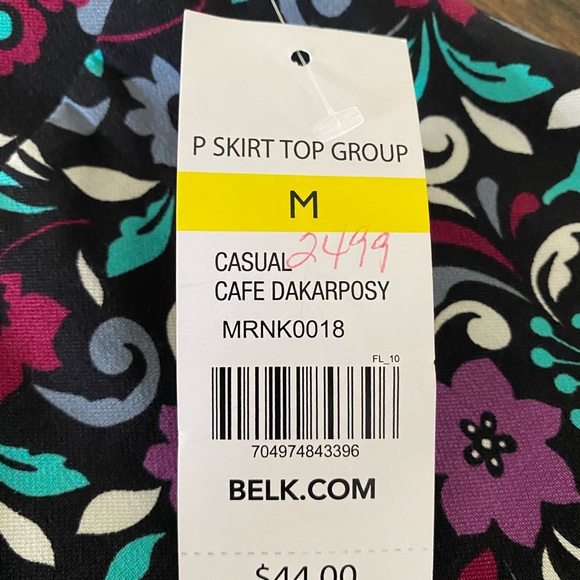 P SKIRT TOP GROUP
M
2499
CASUAL
CAFE DAKARPOSY
MRNK0018
FL_10
704974843396
BELK.COM
$44.00